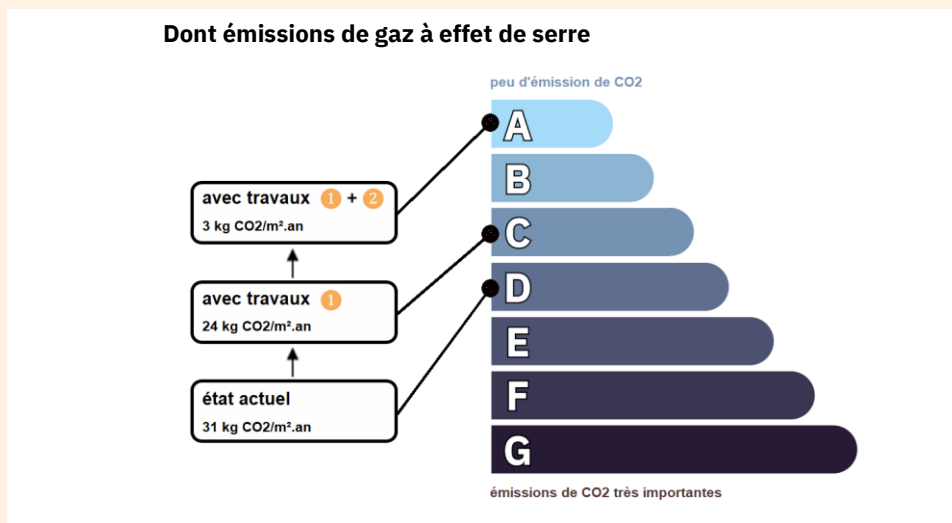 Dont émissions de gaz à effet de serre
peu d'émission de CO2
A
B
avec travaux 1 + 2
3 kg CO2/m².an
C
avec travaux 1
24 kg CO2/m².an
D
E
état actuel
31 kg CO2/m².an
F
G
émissions de CO2 très importantes